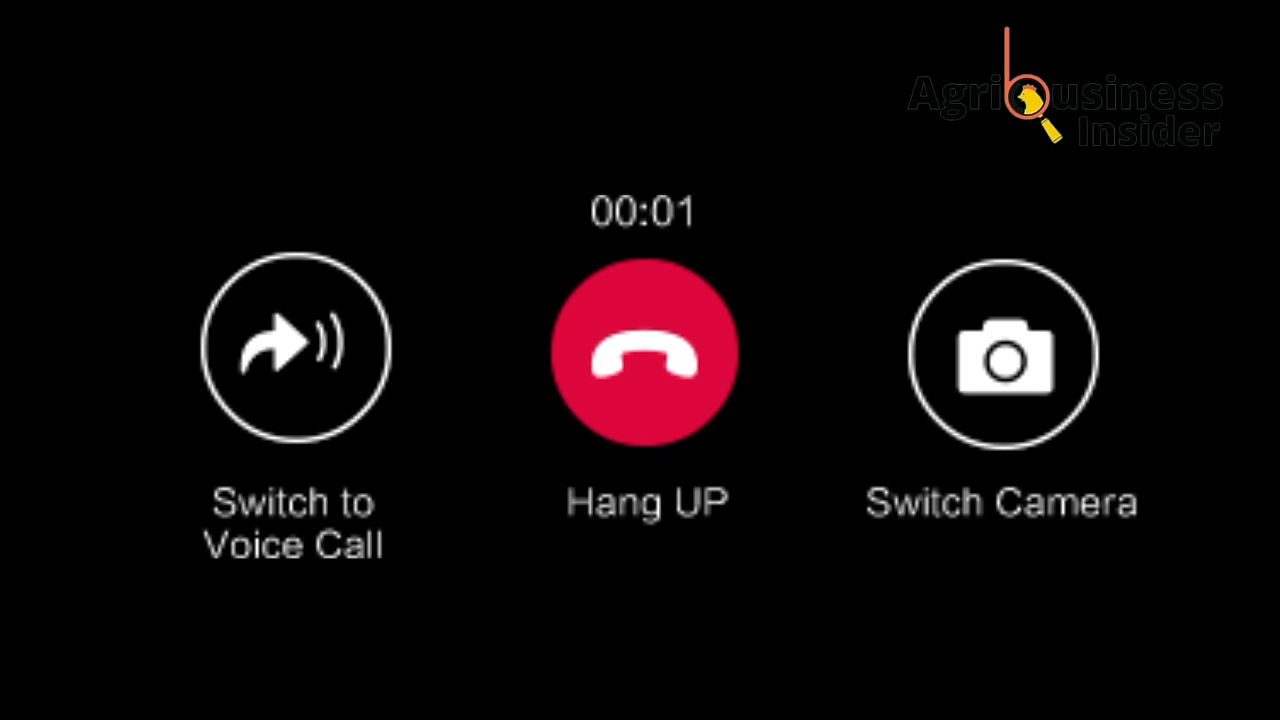 Agribusiness
Insider
00:01
Switch to
Voice Call
Hang UP
Switch Camera